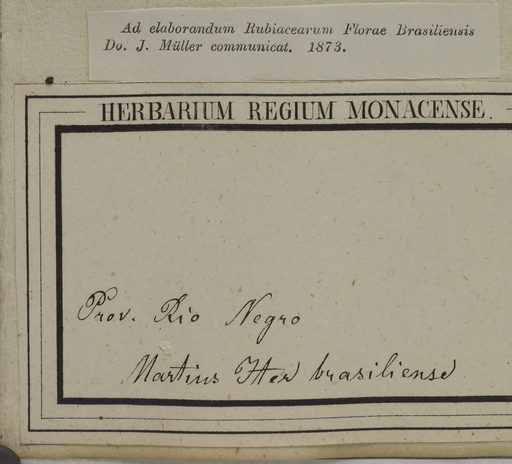 Ad elaborandum Rubiacearum Florae Brasiliensis
Do. J. Müller communicat. 1873.
HERBARIUM REGIUM MONACENSE.
Prov. Rio Negro
Martius Iter brasiliense